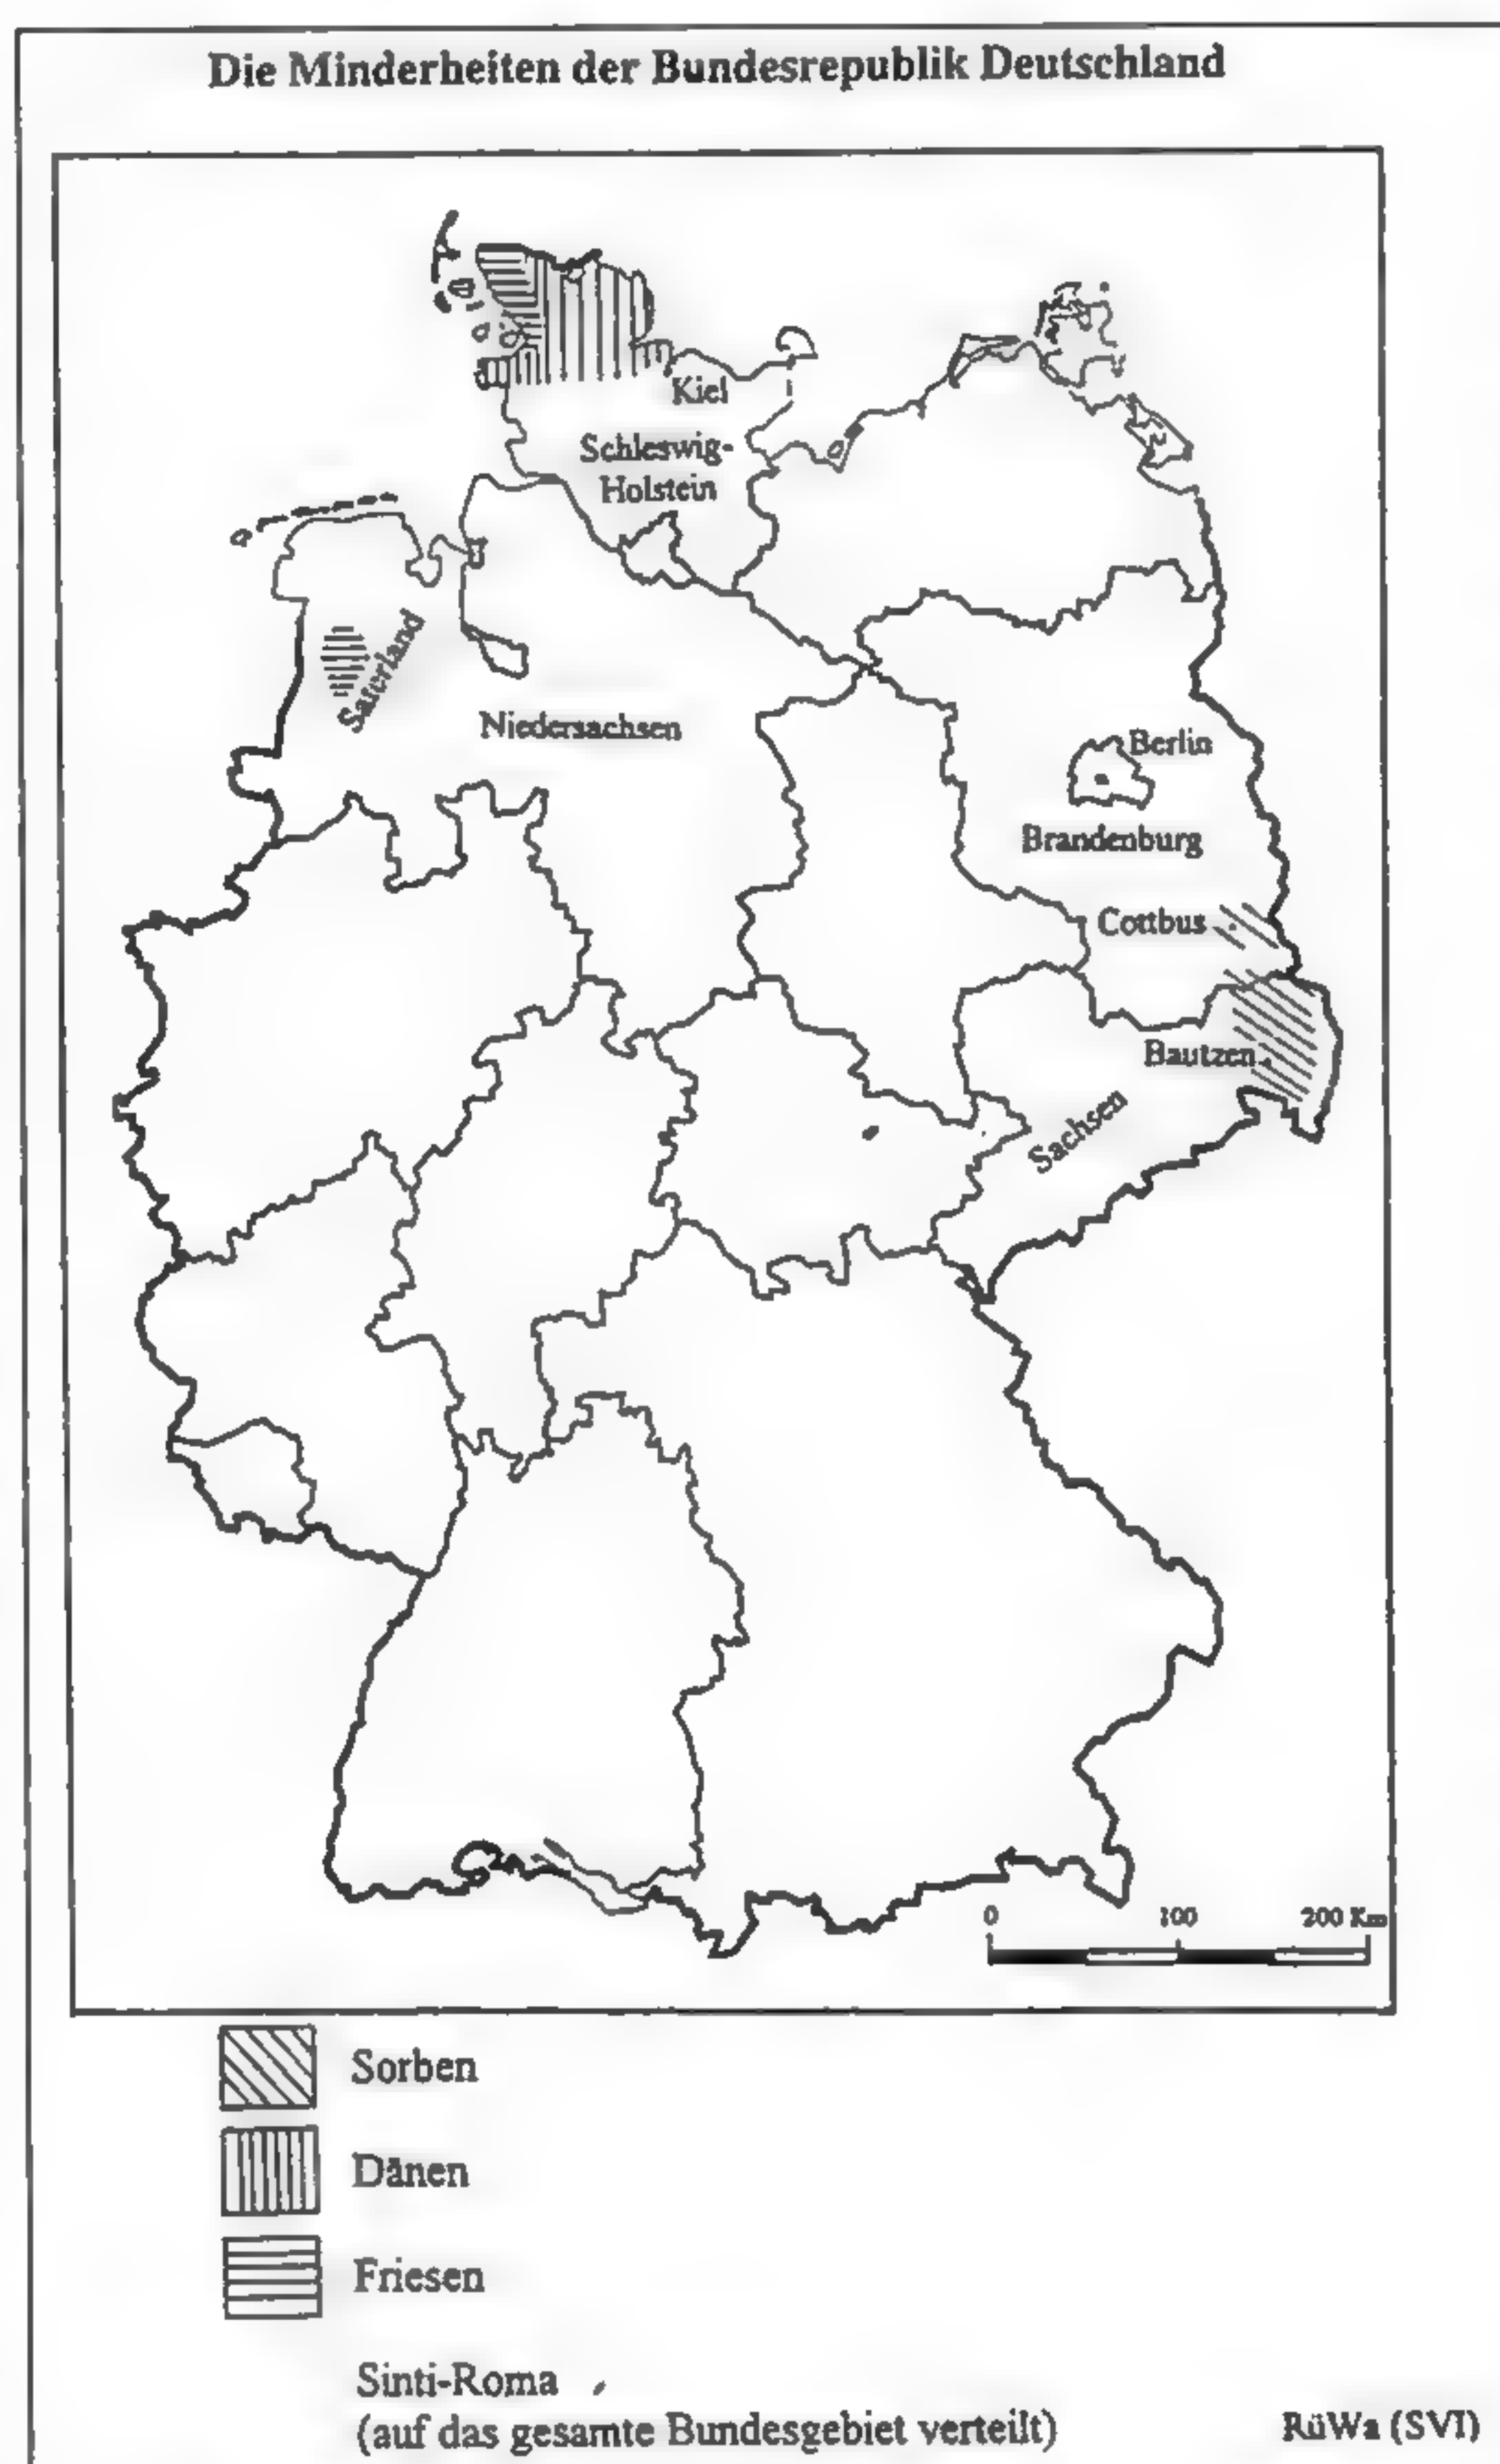 Die Minderheiten der Bundesrepublik Deutschland
Kiel
Schleswig-
Holstein
Saterland
Niedersachsen
Berlin
Brandenburg
Cottbus
Bautzen
Sachsen
0 100 200 Km
Sorben
Dänen
Friesen
Sinti-Roma
(auf das gesamte Bundesgebiet verteilt)
RüWa (SVI)